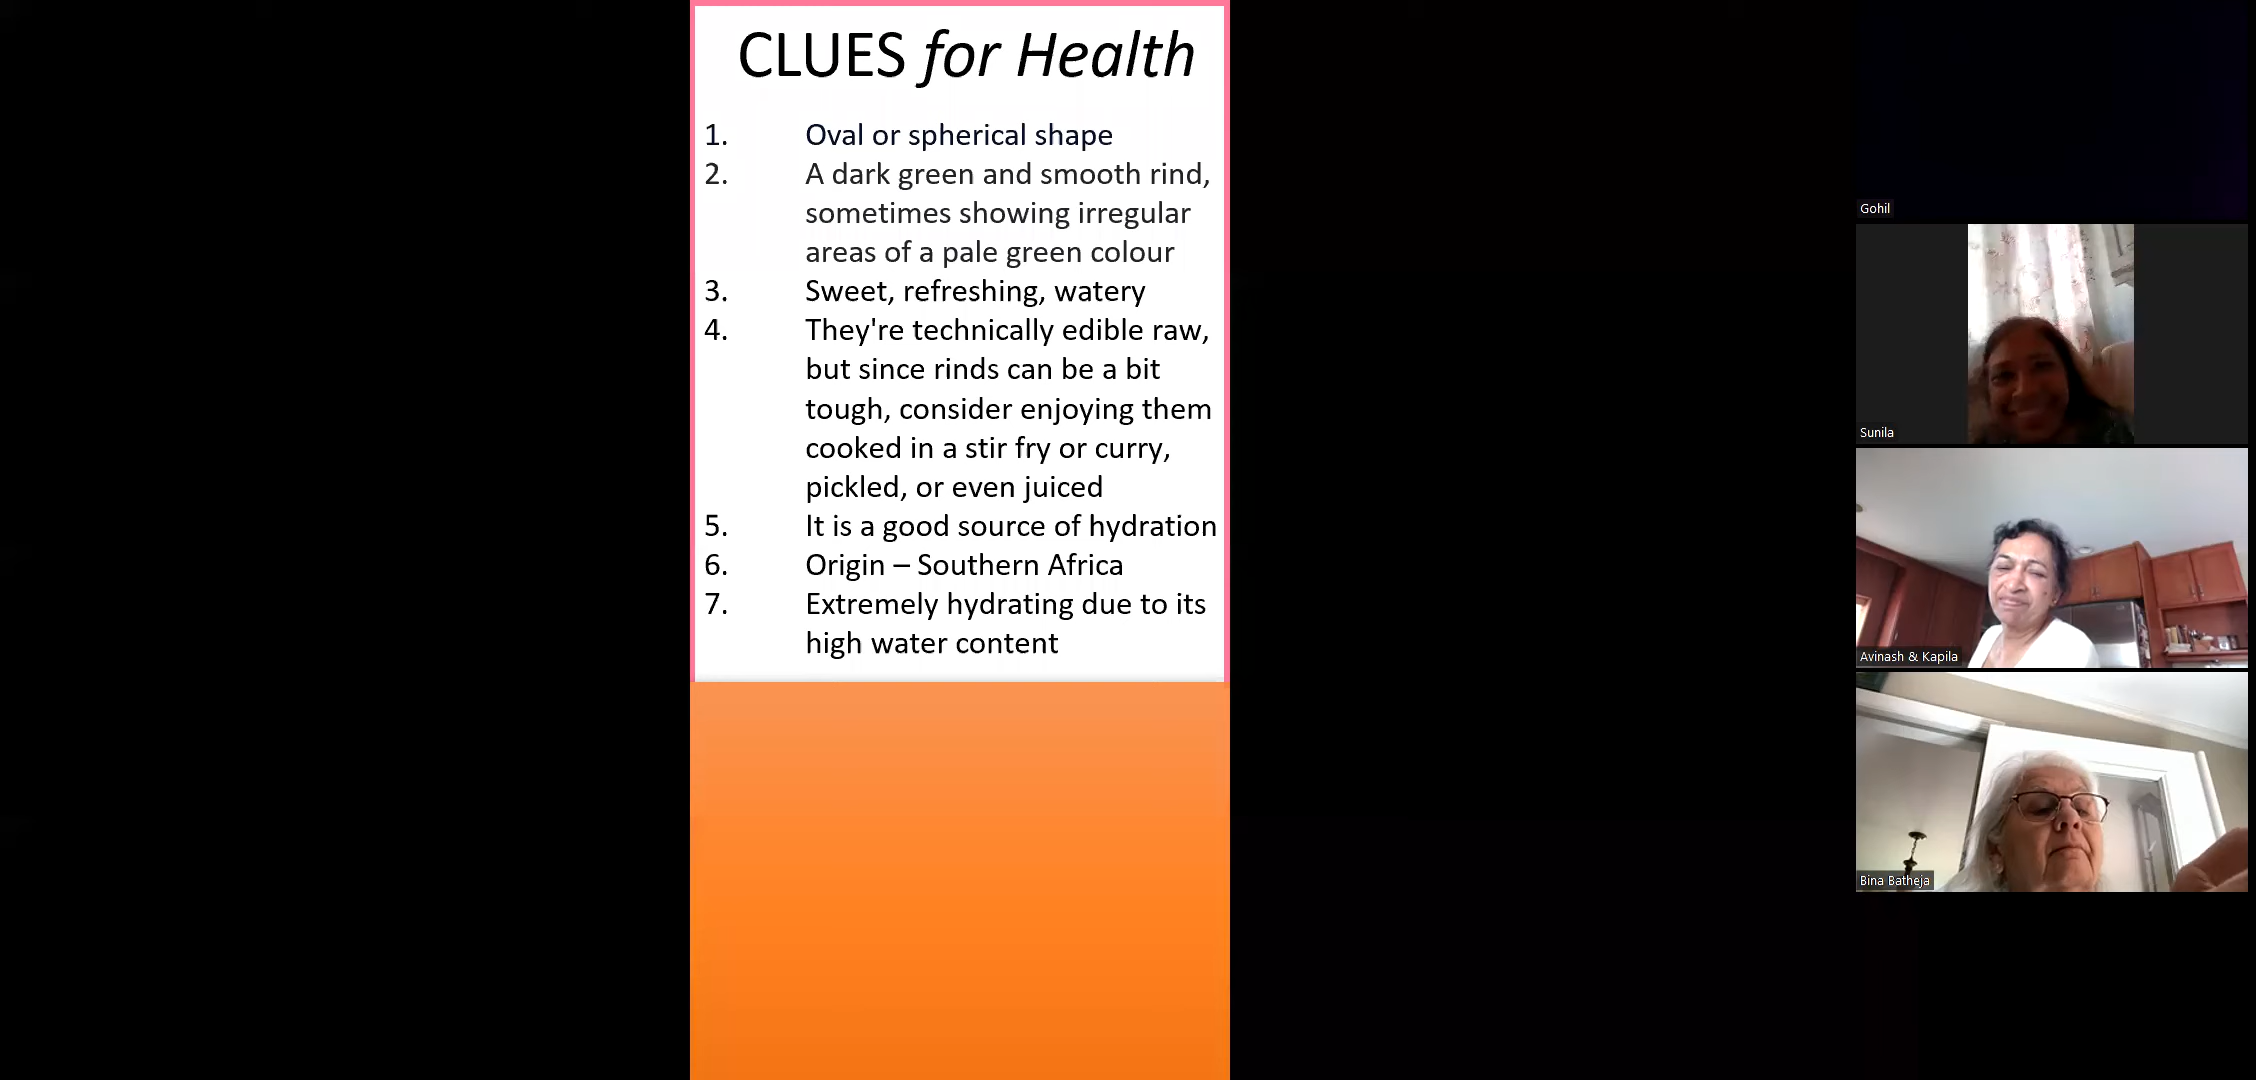 CLUES for Health
1. Oval or spherical shape
2. A dark green and smooth rind,
sometimes showing irregular
areas of a pale green colour
3. Sweet, refreshing, watery
4. They're technically edible raw,
but since rinds can be a bit
tough, consider enjoying them
cooked in a stir fry or curry,
pickled, or even juiced
5. It is a good source of hydration
6. Origin – Southern Africa
7. Extremely hydrating due to its
high water content
Gohil
Sunila
Avinash & Kapila
Bina Batheja